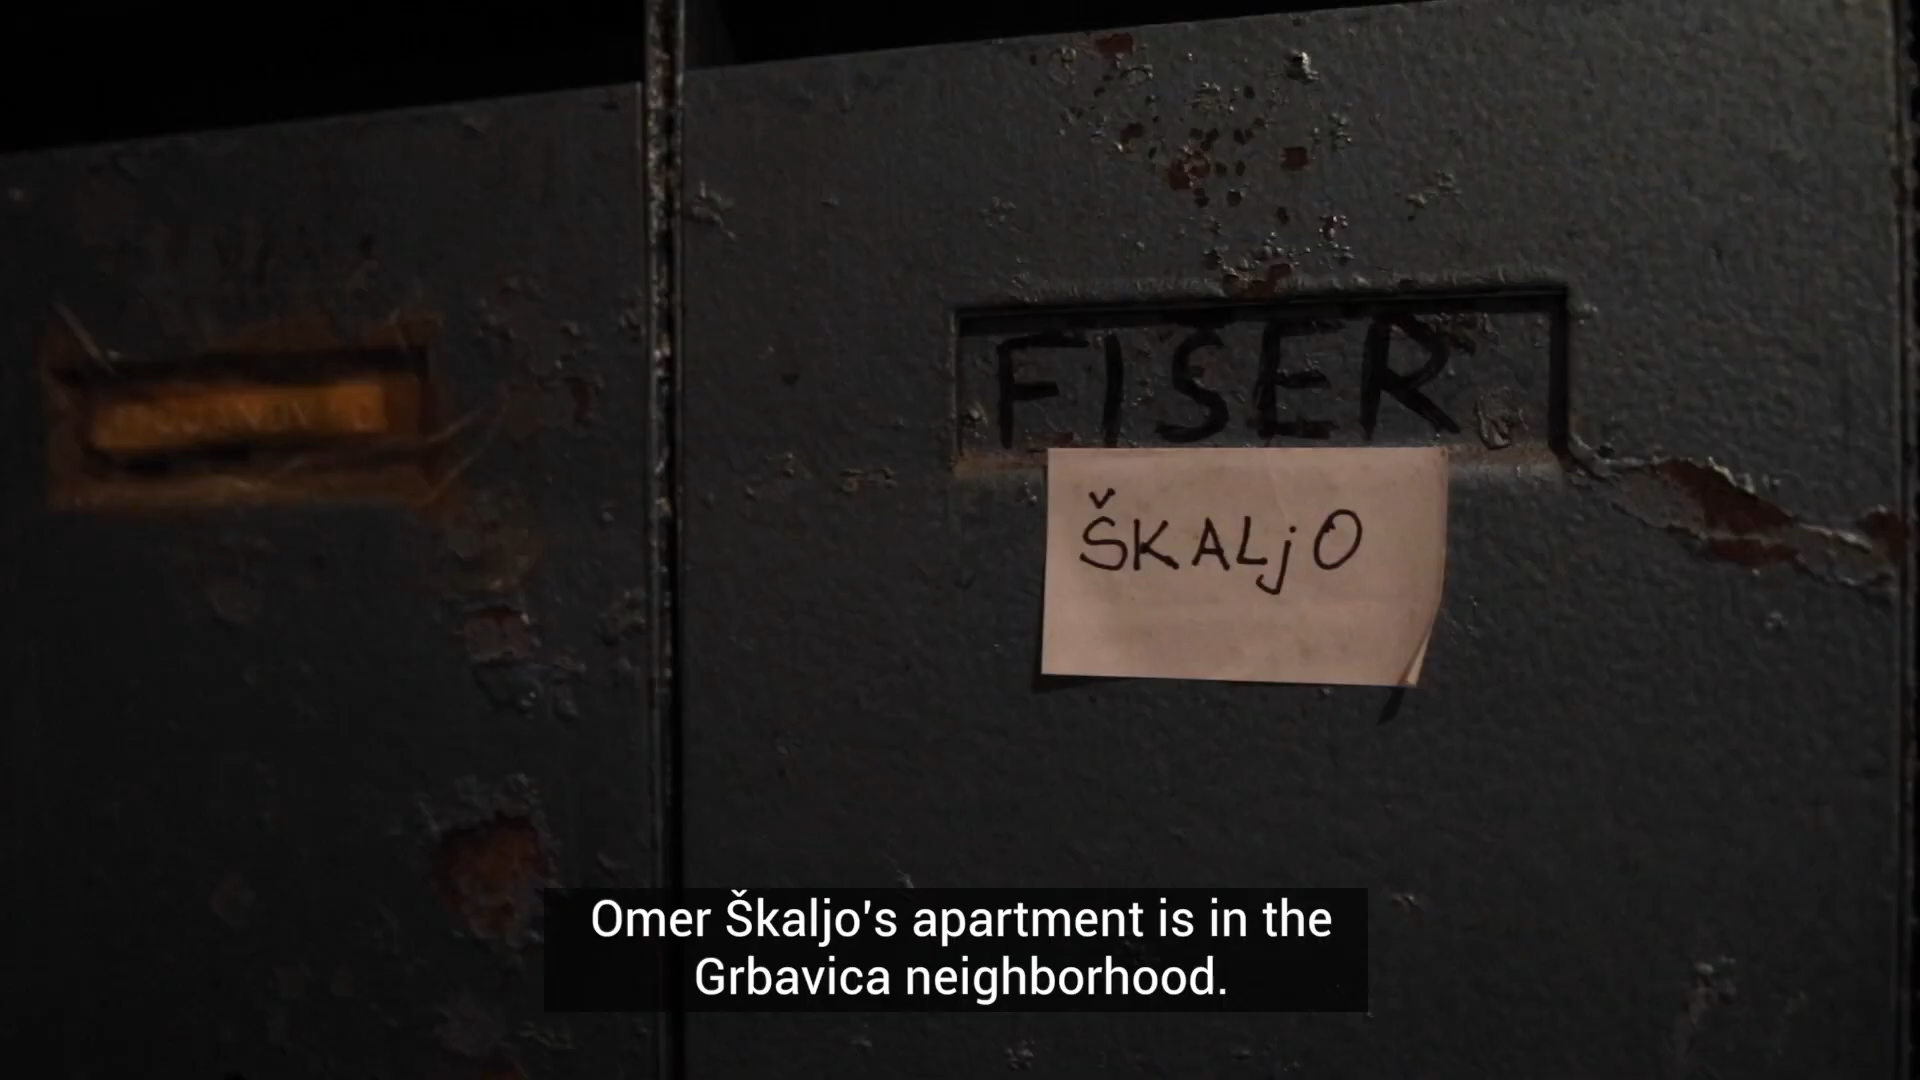 FISER
ŠKALjO
Omer Škaljo's apartment is in the
Grbavica neighborhood.